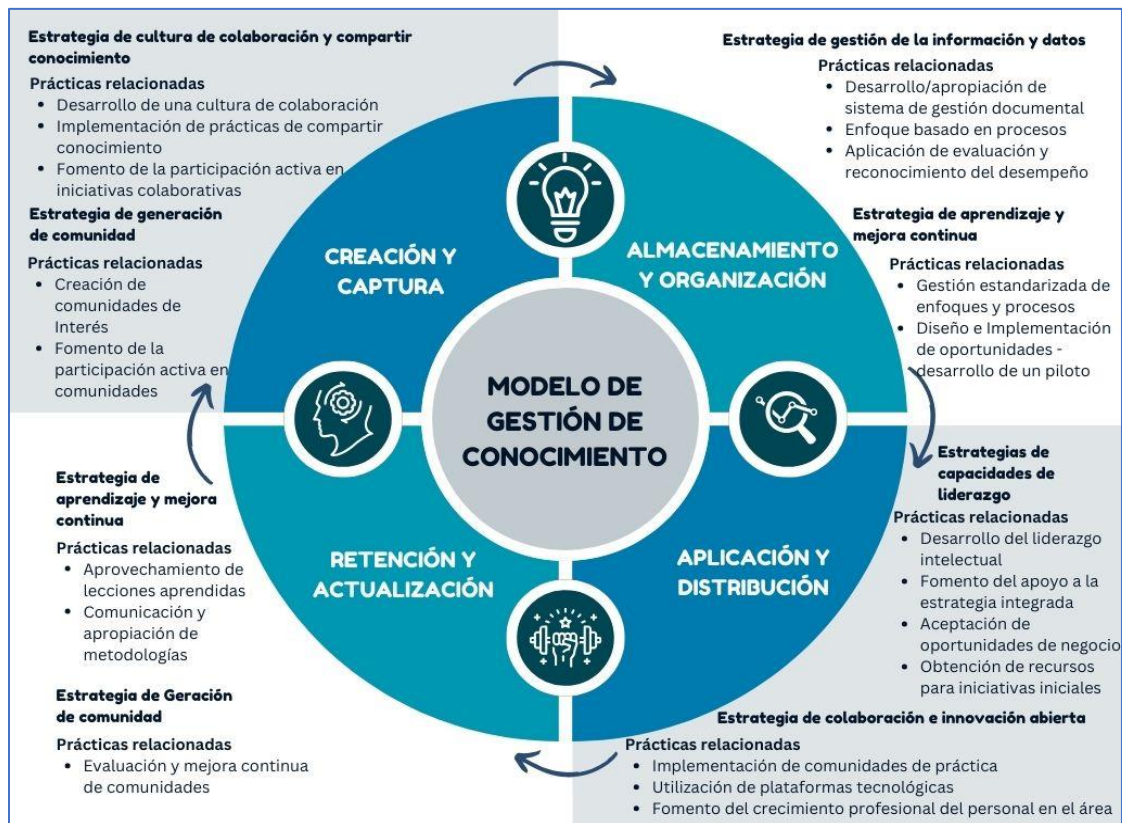 Estrategia de cultura de colaboración y compartir
conocimiento
Prácticas relacionadas
• Desarrollo de una cultura de colaboración
• Implementación de prácticas de compartir
conocimiento
• Fomento de la participación activa en
iniciativas colaborativas
Estrategia de generación
de comunidad
Prácticas relacionadas
• Creación de
comunidades de
Interés
• Fomento de la
participación activa en
comunidades
Estrategia de gestión de la información y datos
Prácticas relacionadas
• Desarrollo/apropiación de
sistema de gestión documental
• Enfoque basado en procesos
• Aplicación de evaluación y
reconocimiento del desempeño
Estrategia de aprendizaje y
mejora continua
Prácticas relacionadas
• Gestión estandarizada de
enfoques y procesos
• Diseño e Implementación
de oportunidades -
desarrollo de un piloto
CREACIÓN Y
CAPTURA
ALMACENAMIENTO
Y ORGANIZACIÓN
MODELO DE
GESTIÓN DE
CONOCIMIENTO
RETENCIÓN Y
ACTUALIZACIÓN
APLICACIÓN Y
DISTRIBUCIÓN
Estrategia de
aprendizaje y mejora
continua
Prácticas relacionadas
• Aprovechamiento de
lecciones aprendidas
• Comunicación y
apropiación de
metodologías
Estrategia de Geración
de comunidad
Prácticas relacionadas
• Evaluación y mejora continua
de comunidades
Estrategias de
capacidades de
liderazgo
Prácticas relacionadas
• Desarrollo del liderazgo
intelectual
• Fomento del apoyo a la
estrategia integrada
• Aceptación de
oportunidades de negocio
• Obtención de recursos
para iniciativas iniciales
Estrategia de colaboración e innovación abierta
Prácticas relacionadas
• Implementación de comunidades de práctica
• Utilización de plataformas tecnológicas
• Fomento del crecimiento profesional del personal en el área